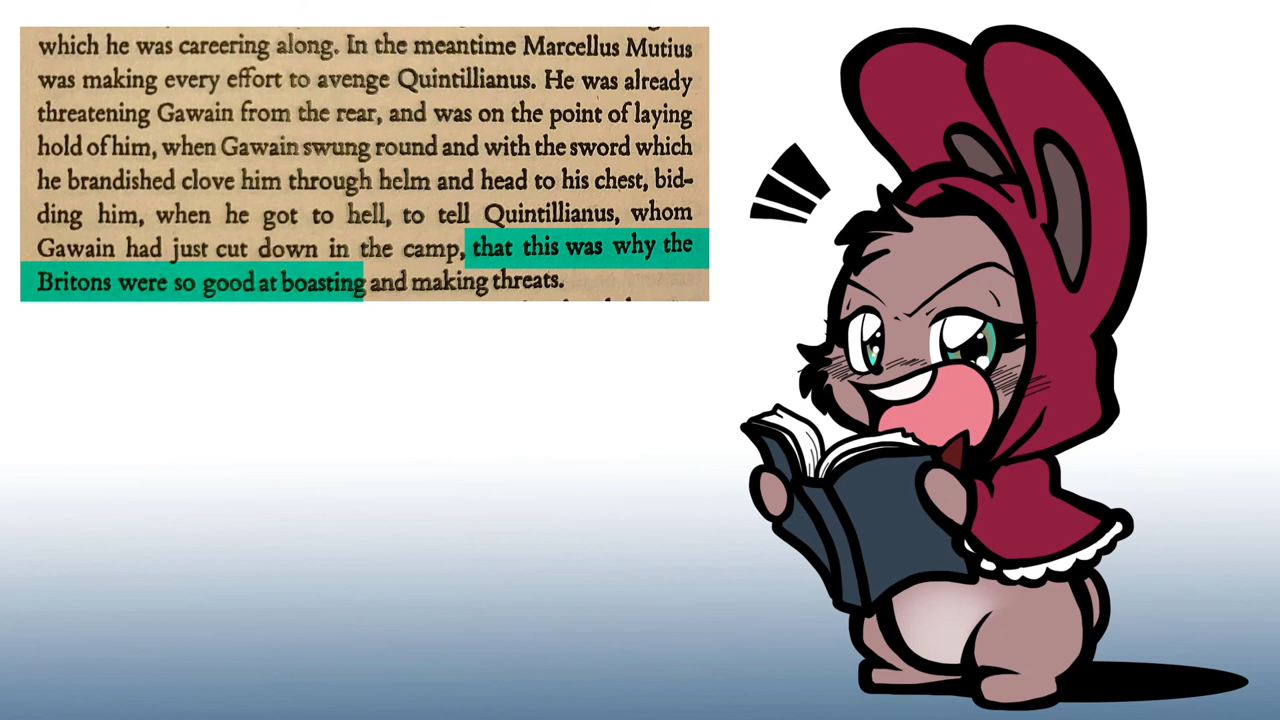 which he was careering along. In the meantime Marcellus Mutius
was making every effort to avenge Quintillianus. He was already
threatening Gawain from the rear, and was on the point of laying
hold of him, when Gawain swung round and with the sword which
he brandished clove him through helm and head to his chest, bid-
ding him, when he got to hell, to tell Quintillianus, whom
Gawain had just cut down in the camp, that this was why the
Britons were so good at boasting and making threats.